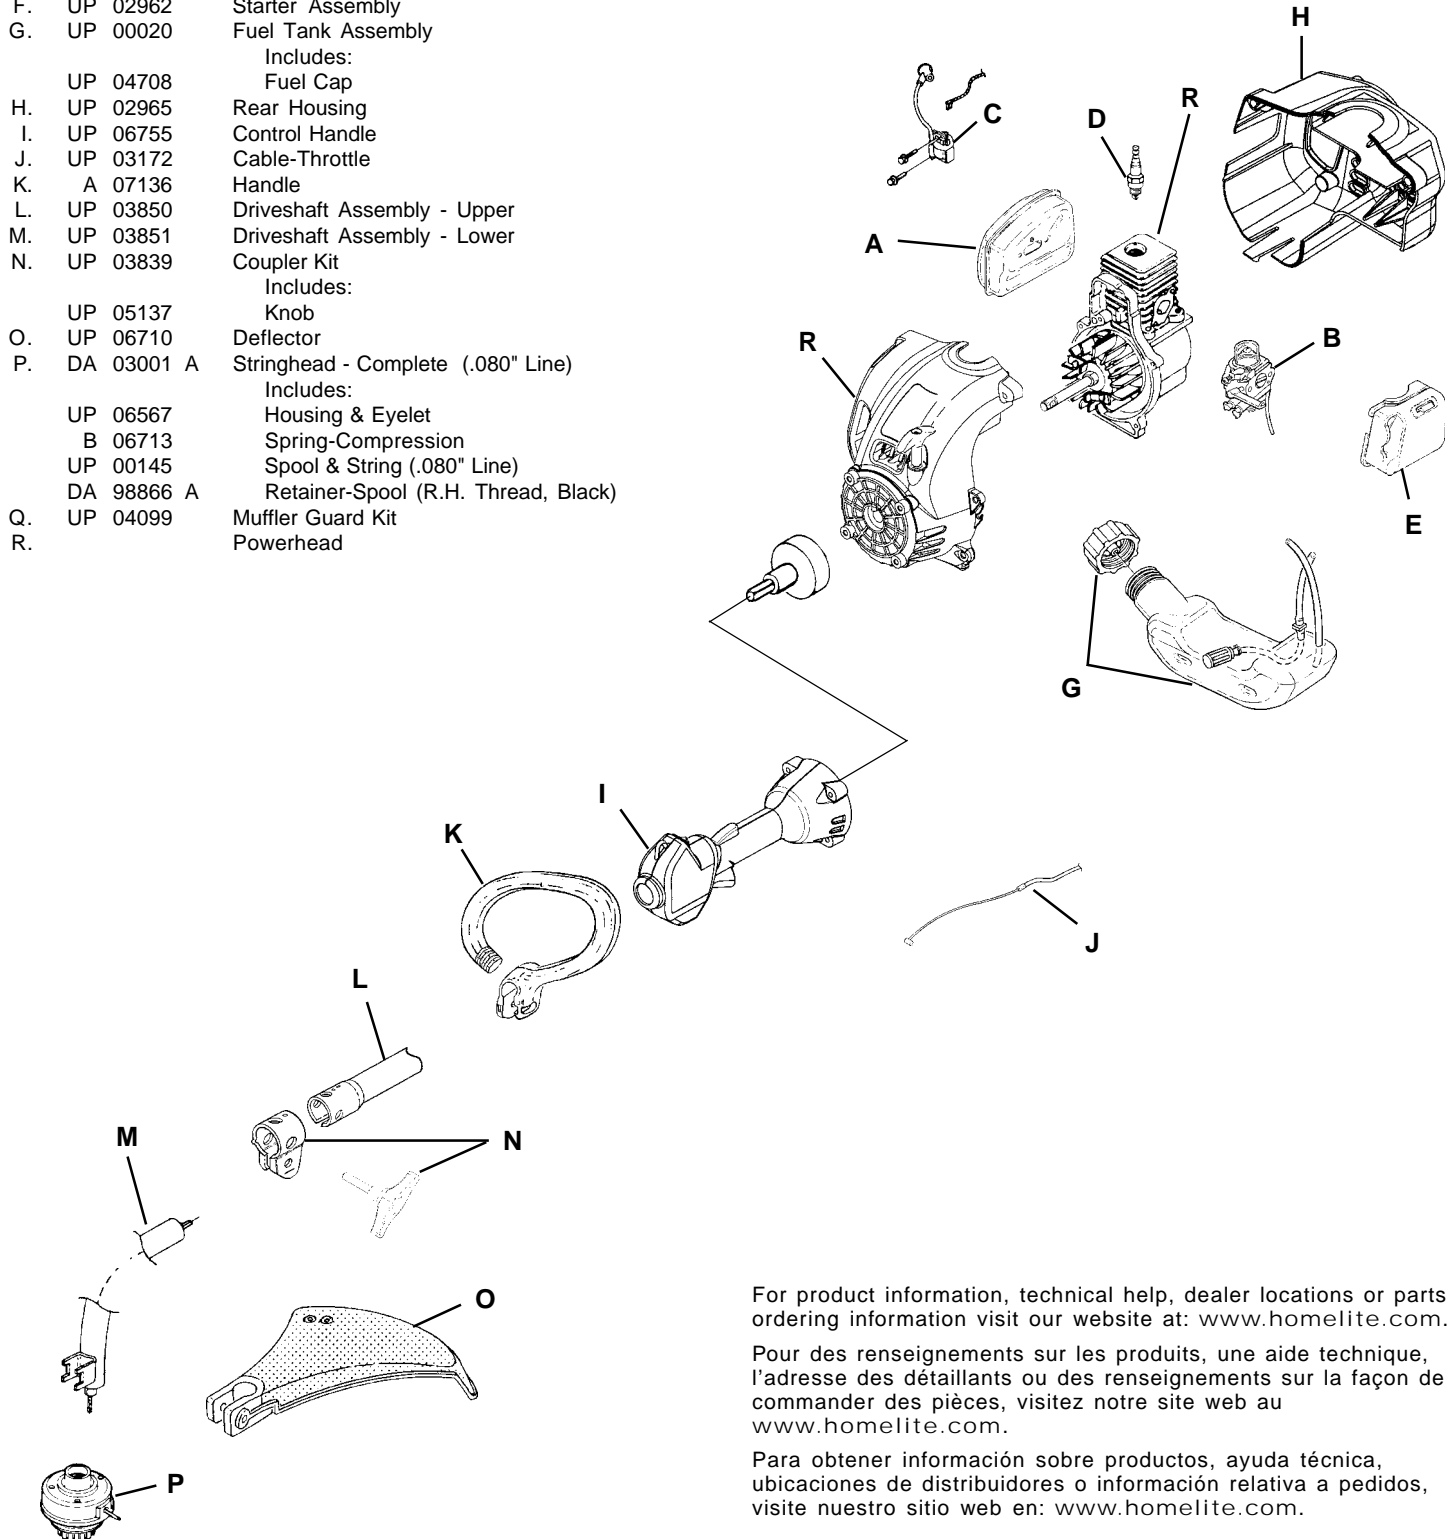 F. UP 02962 Starter Assembly
G. UP 00020 Fuel Tank Assembly
Includes:
UP 04708 Fuel Cap
H. UP 02965 Rear Housing
I. UP 06755 Control Handle
J. UP 03172 Cable-Throttle
K. A 07136 Handle
L. UP 03850 Driveshaft Assembly - Upper
M. UP 03851 Driveshaft Assembly - Lower
N. UP 03839 Coupler Kit
Includes:
UP 05137 Knob
O. UP 06710 Deflector
P. DA 03001 A Stringhead - Complete (.080" Line)
Includes:
UP 06567 Housing & Eyelet
B 06713 Spring-Compression
UP 00145 Spool & String (.080" Line)
DA 98866 A Retainer-Spool (R.H. Thread, Black)
Q. UP 04099 Muffler Guard Kit
R. Powerhead
H
R
D
C
A
R
B
E
G
I
K
J
L
M
N
O
P
For product information, technical help, dealer locations or parts
ordering information visit our website at: www.homelite.com.
Pour des renseignements sur les produits, une aide technique,
l'adresse des détaillants ou des renseignements sur la façon de
commander des pièces, visitez notre site web au
www.homelite.com.
Para obtener información sobre productos, ayuda técnica,
ubicaciones de distribuidores o información relativa a pedidos,
visite nuestro sitio web en: www.homelite.com.